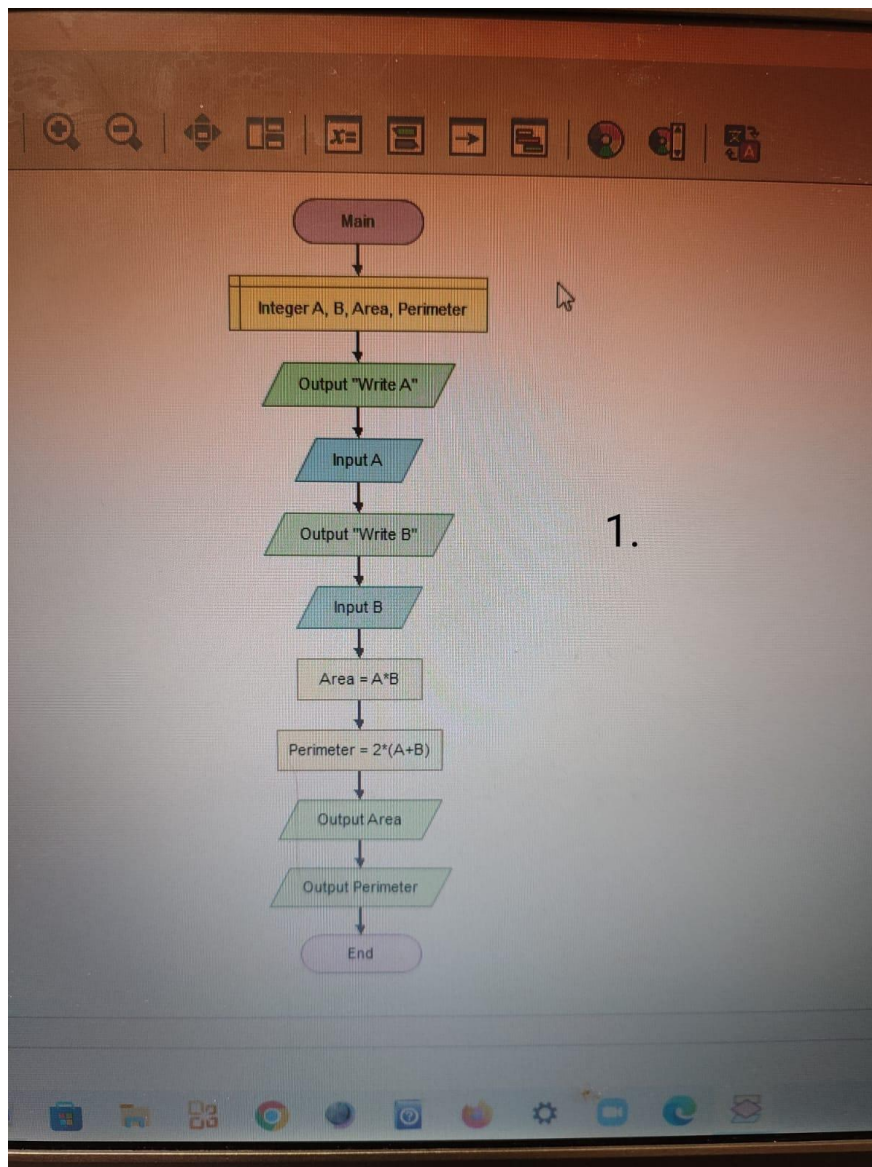 x=
文
A
Main
Integer A, B, Area, Perimeter
Output "Write A"
Input A
Output "Write B"
1.
Input B
Area = A*B
Perimeter = 2*(A+B)
Output Area
Output Perimeter
End
?